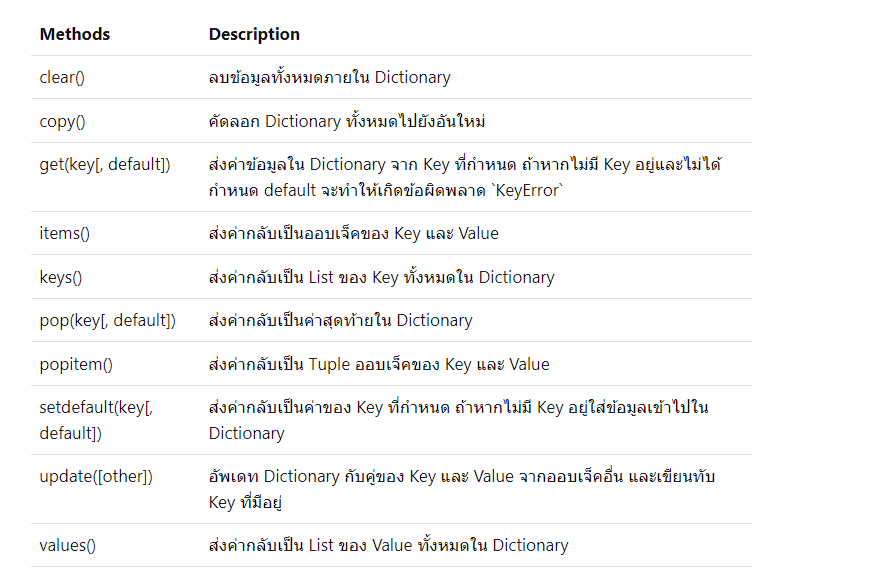 Methods Description
clear() ลบข้อมูลทั้งหมดภายใน Dictionary
copy() คัดลอก Dictionary ทั้งหมดไปยังอันใหม่
get(key[, default]) ส่งค่าข้อมูลใน Dictionary จาก Key ที่กำหนด ถ้าหากไม่มี Key อยู่และไม่ได้
กำหนด default จะทำให้เกิดข้อผิดพลาด `KeyError`
items() ส่งค่ากลับเป็นออบเจ็คของ Key และ Value
keys() ส่งค่ากลับเป็น List ของ Key ทั้งหมดใน Dictionary
pop(key[, default]) ส่งค่ากลับเป็นค่าสุดท้ายใน Dictionary
popitem() ส่งค่ากลับเป็น Tuple ออบเจ็คของ Key และ Value
setdefault(key[, ส่งค่ากลับเป็นค่าของ Key ที่กำหนด ถ้าหากไม่มี Key อยู่ใส่ข้อมูลเข้าไปใน
default]) Dictionary
update([other]) อัพเดท Dictionary กับคู่ของ Key และ Value จากออบเจ็คอื่น และเขียนทับ
Key ที่มีอยู่
values() ส่งค่ากลับเป็น List ของ Value ทั้งหมดใน Dictionary